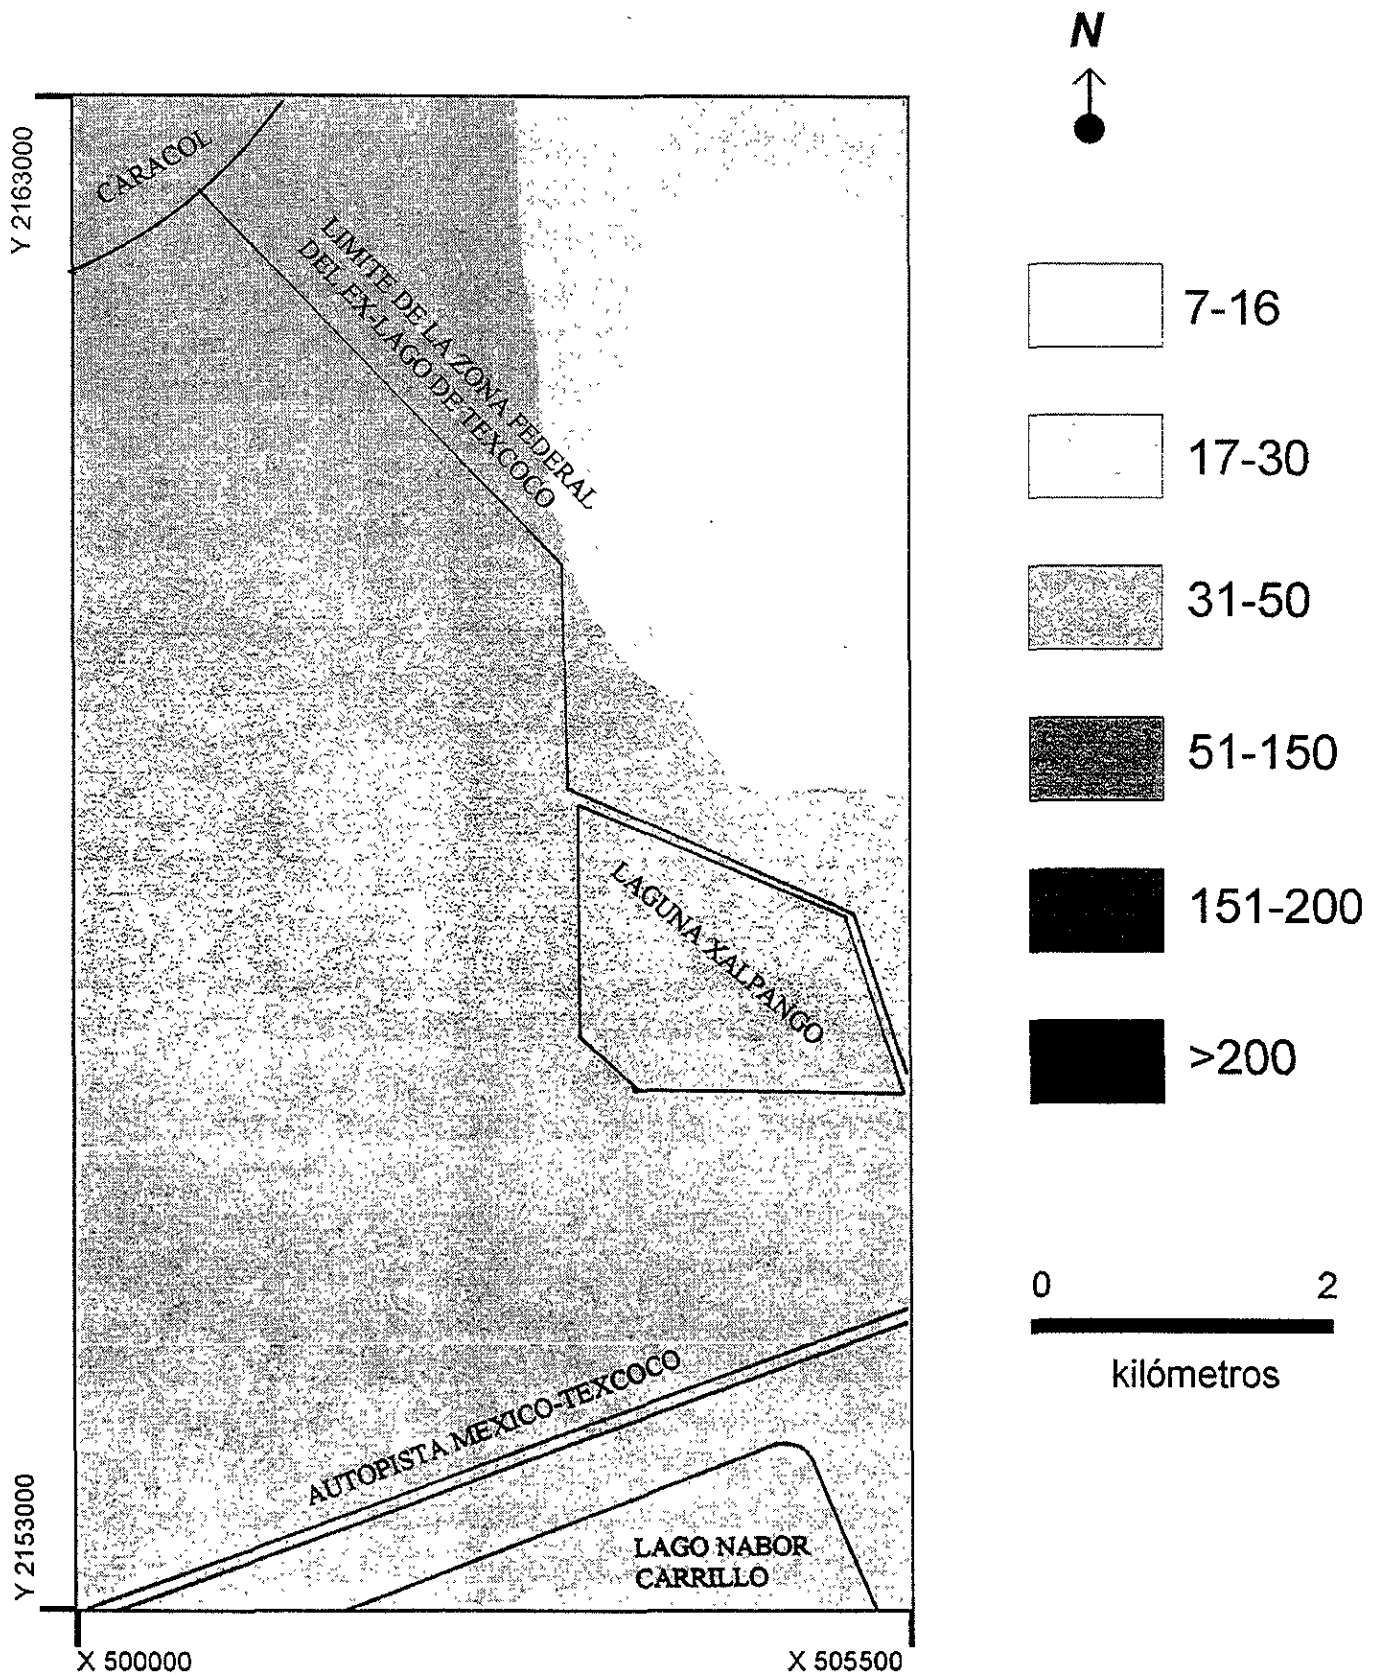 N
Y 2163000
CARACOL
LIMITE DE LA ZONA PEDERAL
DEL EX-LAGO DE TEXCOCO
LAGUNA XALPANGO
AUTOPISTA MEXICO-TEXCOCO
LAGO NABOR
CARRILLO
Y 2153000
X 500000
X 505500
7-16
17-30
31-50
51-150
151-200
>200
0 2
kilómetros